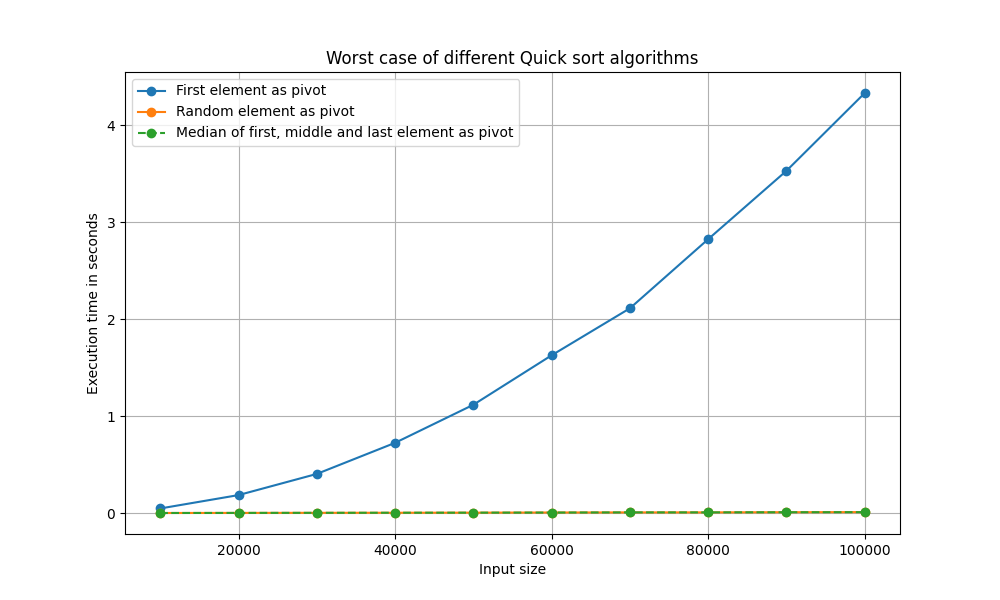 Worst case of different Quick sort algorithms
First element as pivot
Random element as pivot
Median of first, middle and last element as pivot
Execution time in seconds
4
3
2
1
0
20000
40000
60000
80000
100000
Input size